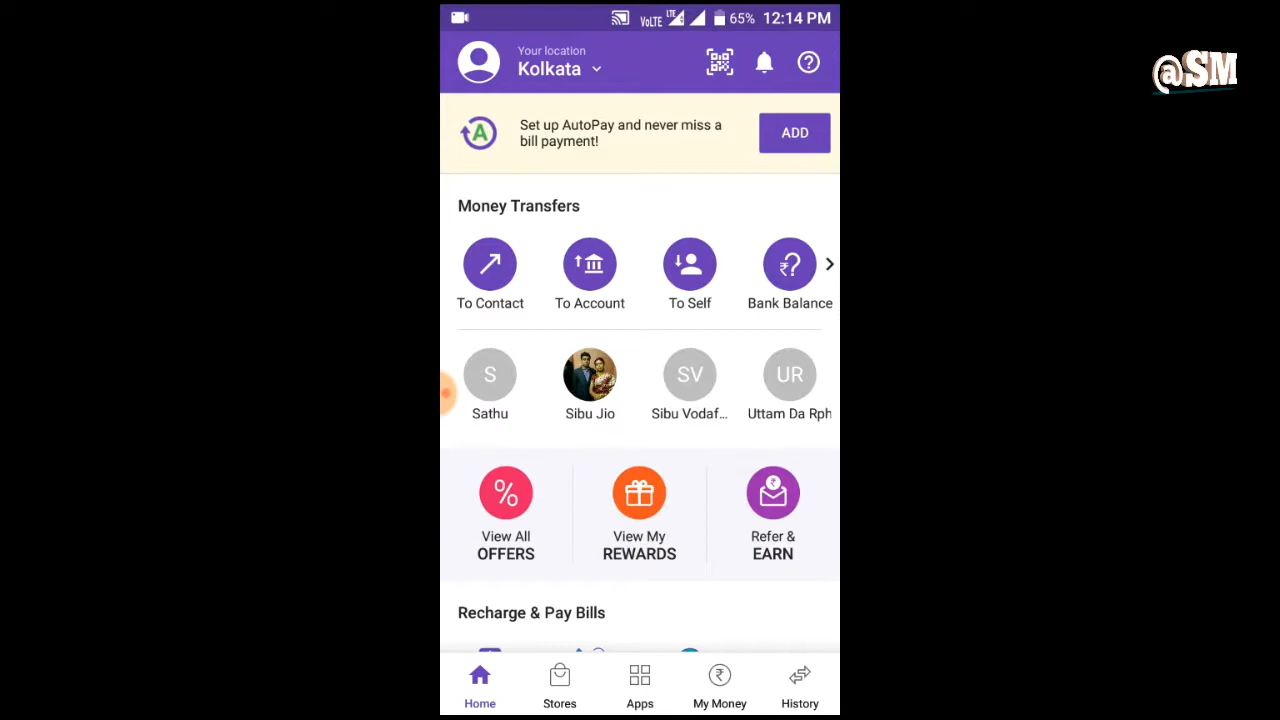 VoLTE LTE 65% 12:14 PM
Your location
Kolkata
@SM
Set up AutoPay and never miss a
bill payment!
ADD
A
Money Transfers
To Contact
To Account
To Self
Bank Balance
S
SV
UR
Sathu
Sibu Jio
Sibu Vodaf...
Uttam Da Rph
View All
OFFERS
View My
REWARDS
Refer &
EARN
Recharge & Pay Bills
Home
Stores
Apps
My Money
History